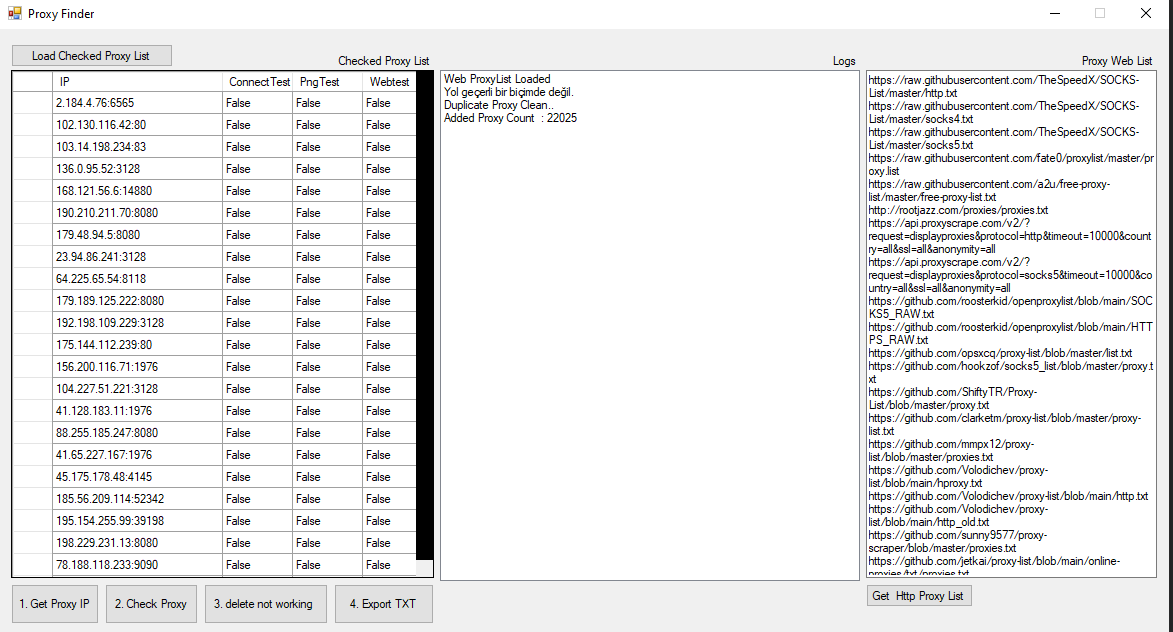 Proxy Finder
Load Checked Proxy List
Checked Proxy List
IP ConnectTest PngTest Webtest
2.184.4.76:6565 False False False
102.130.116.42:80 False False False
103.14.198.234:83 False False False
136.0.95.52:3128 False False False
168.121.56.6:14880 False False False
190.210.211.70:8080 False False False
179.48.94.5:8080 False False False
23.94.86.241:3128 False False False
64.225.65.54:8118 False False False
179.189.125.222:8080 False False False
192.198.109.229:3128 False False False
175.144.112.239:80 False False False
156.200.116.71:1976 False False False
104.227.51.221:3128 False False False
41.128.183.11:1976 False False False
88.255.185.247:8080 False False False
41.65.227.167:1976 False False False
45.175.178.48:4145 False False False
185.56.209.114:52342 False False False
195.154.255.99:39198 False False False
198.229.231.13:8080 False False False
78.188.118.233:9090 False False False
1. Get Proxy IP
2. Check Proxy
3. delete not working
4. Export TXT
Logs
Web ProxyList Loaded
Yol geçerli bir biçimde değil.
Duplicate Proxy Clean..
Added Proxy Count : 22025
Proxy Web List
https://raw.githubusercontent.com/TheSpeedX/SOCKS-
List/master/http.txt
https://raw.githubusercontent.com/TheSpeedX/SOCKS-
List/master/socks4.txt
https://raw.githubusercontent.com/TheSpeedX/SOCKS-
List/master/socks5.txt
https://raw.githubusercontent.com/fate0/proxylist/master/pr
oxy.list
https://raw.githubusercontent.com/a2u/free-proxy-
list/master/free-proxy-list.txt
http://rootjazz.com/proxies/proxies.txt
https://api.proxyscrape.com/v2/?
request=displayproxies&protocol=http&timeout=10000&count
ry=all&ssl=all&anonymity=all
https://api.proxyscrape.com/v2/?
request=displayproxies&protocol=socks5&timeout=10000&co
untry=all&ssl=all&anonymity=all
https://github.com/roosterkid/openproxylist/blob/main/SOC
KS5_RAW.txt
https://github.com/roosterkid/openproxylist/blob/main/HTT
PS_RAW.txt
https://github.com/opsxcq/proxy-list/blob/master/list.txt
https://github.com/hookzof/socks5_list/blob/master/proxy.t
xt
https://github.com/ShiftyTR/Proxy-
List/blob/master/proxy.txt
https://github.com/clarketm/proxy-list/blob/master/proxy-
list.txt
https://github.com/mmpx12/proxy-
list/blob/master/proxies.txt
https://github.com/Volodichev/proxy-
list/blob/main/hproxy.txt
https://github.com/Volodichev/proxy-list/blob/main/http.txt
https://github.com/Volodichev/proxy-
list/blob/main/http_old.txt
https://github.com/sunny9577/proxy-
scraper/blob/master/proxies.txt
https://github.com/jetkai/proxy-list/blob/main/online-
proxies/txt/proxies.txt
Get Http Proxy List